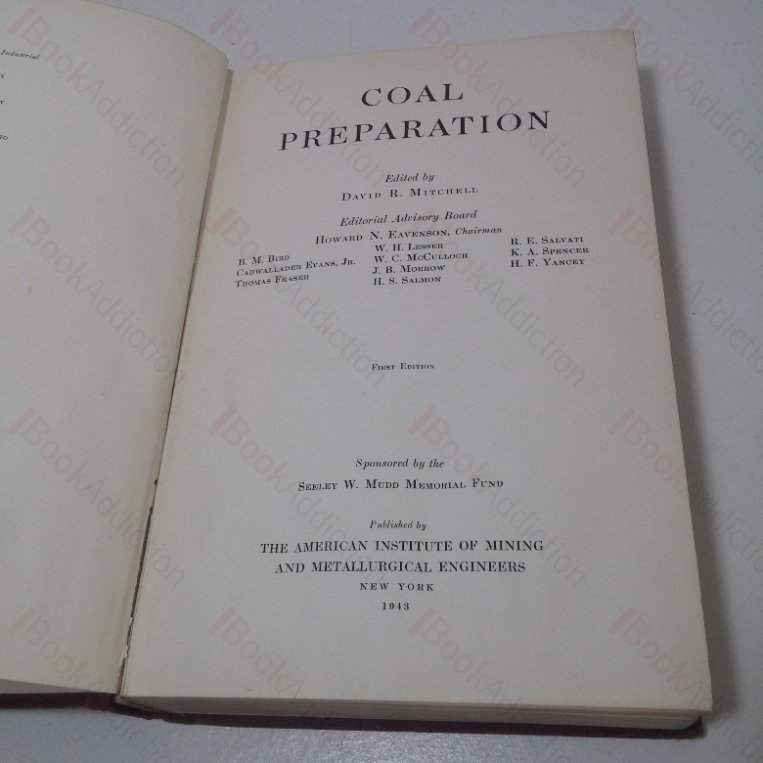 Industrial
COAL
PREPARATION
Edited by
DAVID R. MITCHELL
Editorial Advisory Board
HOWARD N. EAVENSON, Chairman
B. M. BIRD
CADWALLADER EVANS, JR.
THOMAS FRASER
W. H. LESSER
W. C. MCCULLOCH
J. B. MORROW
H. S. SALMON
R. E. SALVATI
K. A. SPENCER
H. F. YANCEY
FIRST EDITION
Sponsored by the
SEELEY W. MUDD MEMORIAL FUND
Published by
THE AMERICAN INSTITUTE OF MINING
AND METALLURGICAL ENGINEERS
NEW YORK
1943
BookAddiction